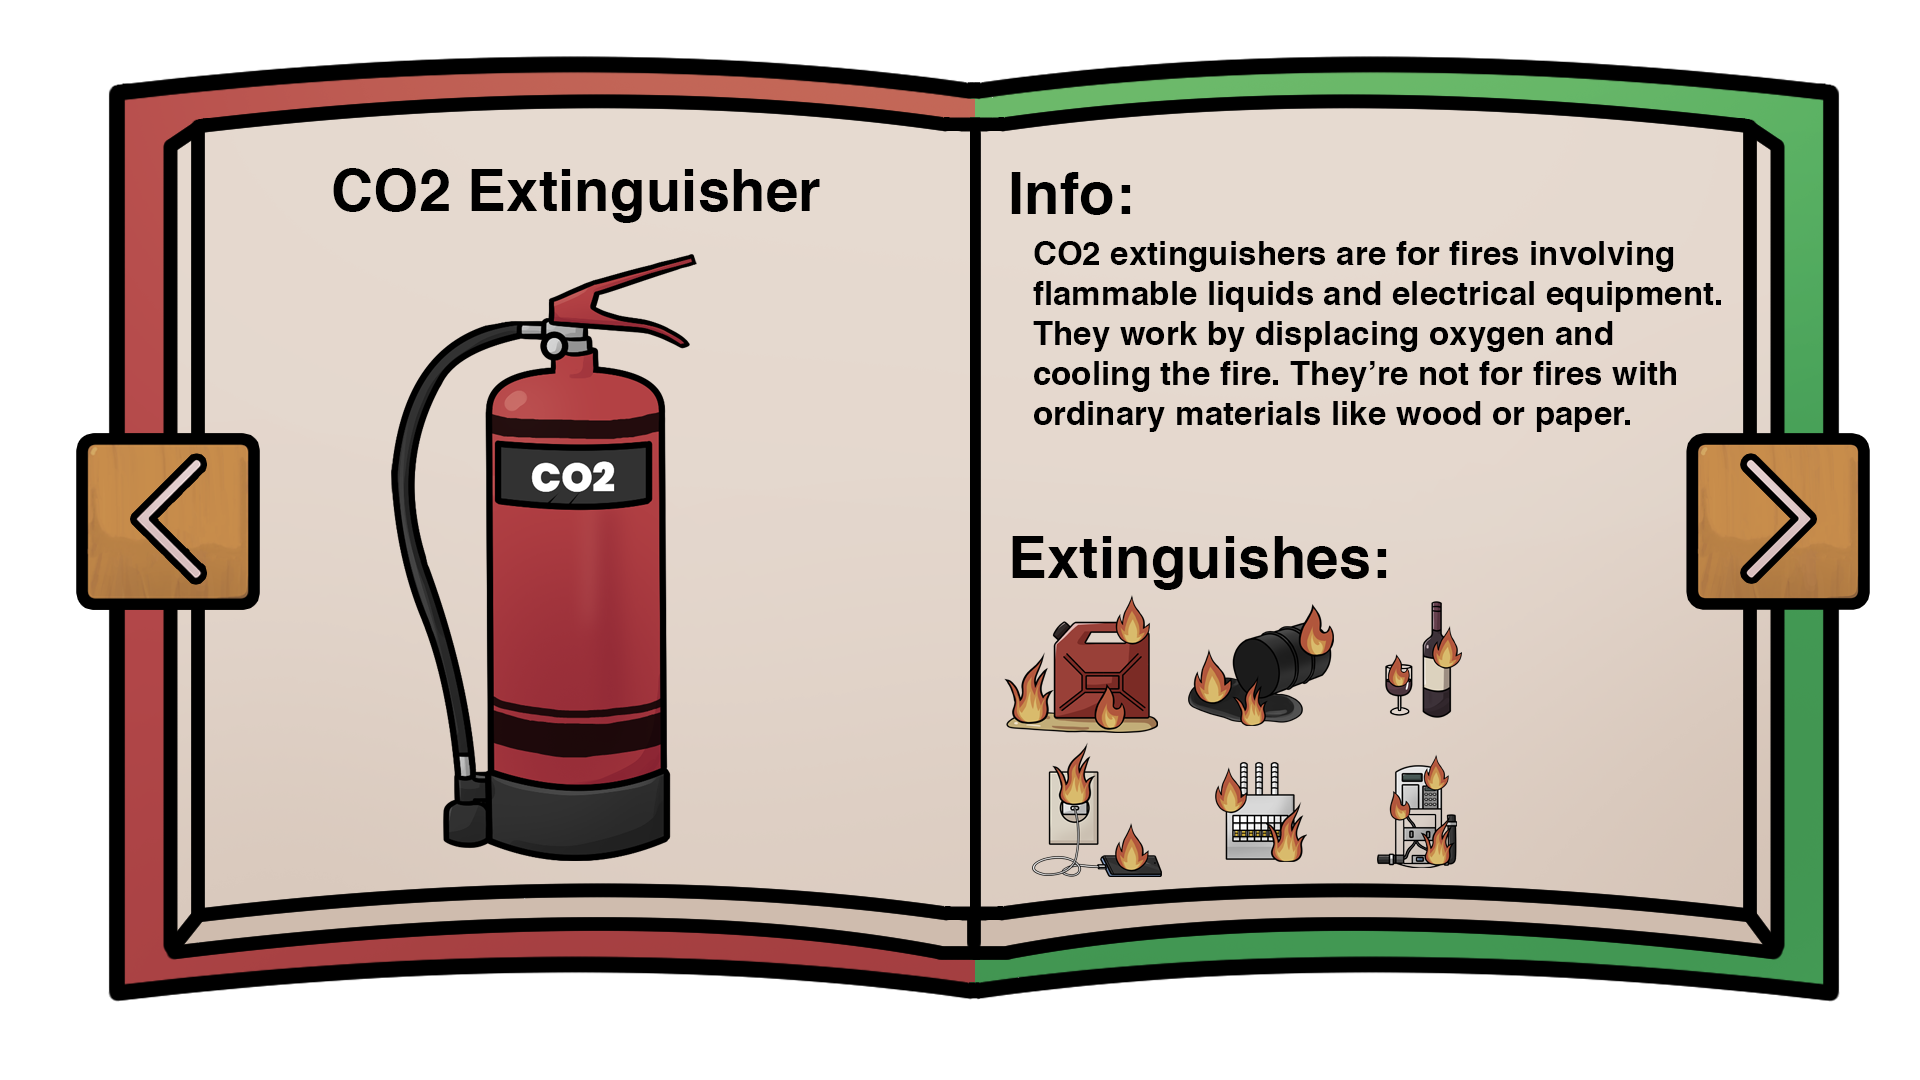 CO2 Extinguisher
CO2
Info:
CO2 extinguishers are for fires involving
flammable liquids and electrical equipment.
They work by displacing oxygen and
cooling the fire. They’re not for fires with
ordinary materials like wood or paper.
Extinguishes: